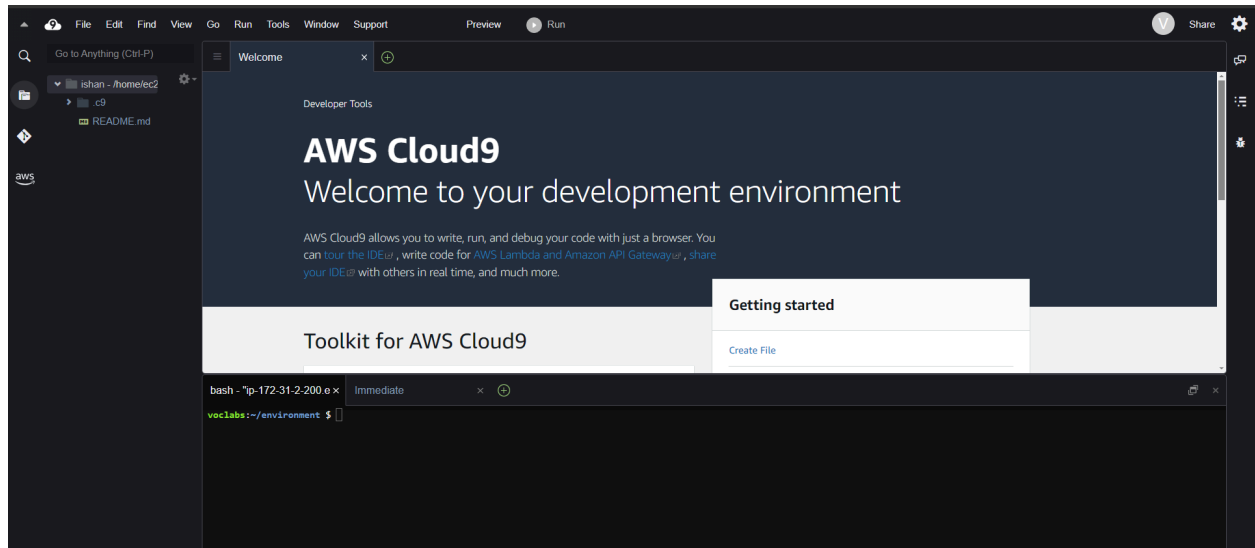 File Edit Find View Go Run Tools Window Support Preview Run V Share
Go to Anything (Ctrl-P)
Welcome
ishan - /home/ec2
.c9
README.md
aws
Developer Tools
AWS Cloud9
Welcome to your development environment
AWS Cloud9 allows you to write, run, and debug your code with just a browser. You
can tour the IDE , write code for AWS Lambda and Amazon API Gateway , share
your IDE with others in real time, and much more.
Getting started
Toolkit for AWS Cloud9
Create File
bash - "ip-172-31-2-200.e Immediate
voclabs:~/environment $